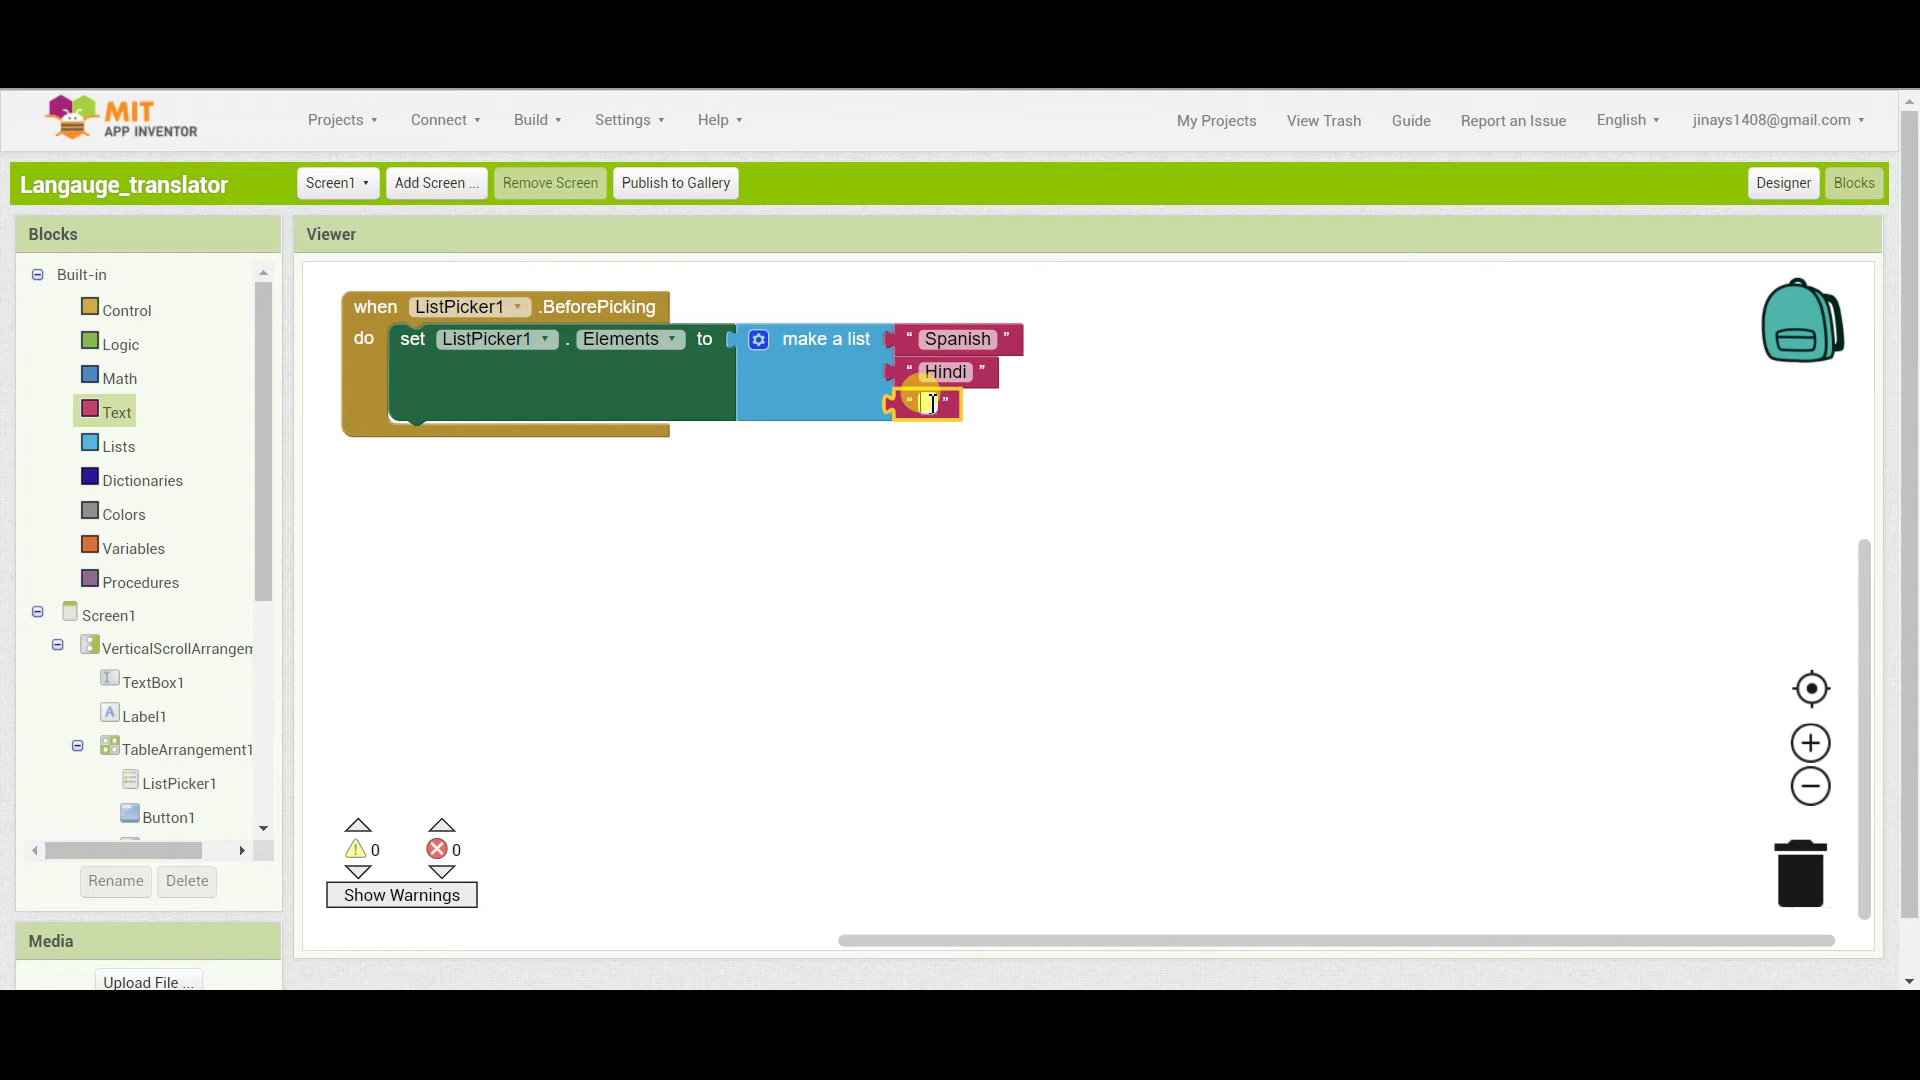 MIT
APP INVENTOR
Projects Connect Build Settings Help My Projects View Trash Guide Report an Issue English jinays1408@gmail.com
Langauge_translator Screen1 Add Screen ... Remove Screen Publish to Gallery Designer Blocks
Blocks
Viewer
Built-in
Control
Logic
Math
Text
Lists
Dictionaries
Colors
Variables
Procedures
Screen1
VerticalScrollArrangem
TextBox1
Label1
TableArrangement1
ListPicker1
Button1
Rename Delete
Media
Upload File ...
when ListPicker1 .BeforePicking
do set ListPicker1 . Elements to make a list “ Spanish ”
“ Hindi ”
“ ”
0 0
Show Warnings